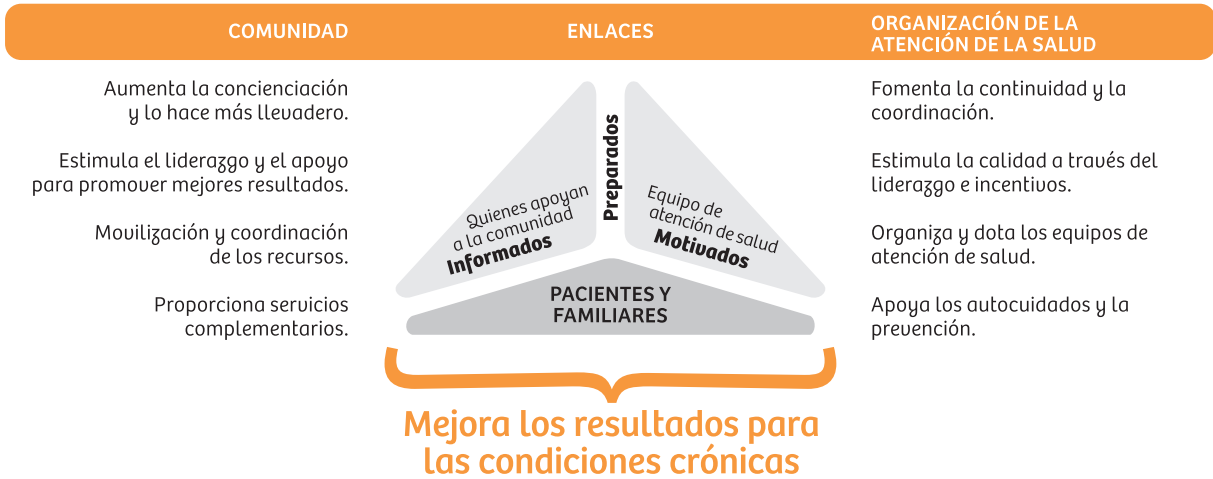 COMUNIDAD
Aumenta la concienciación
y lo hace más llevadero.
Estimula el liderazgo y el apoyo
para promover mejores resultados.
Movilización y coordinación
de los recursos.
Proporciona servicios
complementarios.
ENLACES
Quienes apoyan
a la comunidad
Informados
Preparados
Equipo de
atención de salud
Motivados
PACIENTES Y
FAMILIARES
Mejora los resultados para
las condiciones crónicas
ORGANIZACIÓN DE LA
ATENCIÓN DE LA SALUD
Fomenta la continuidad y la
coordinación.
Estimula la calidad a través del
liderazgo e incentivos.
Organiza y dota los equipos de
atención de salud.
Apoya los autocuidados y la
prevención.